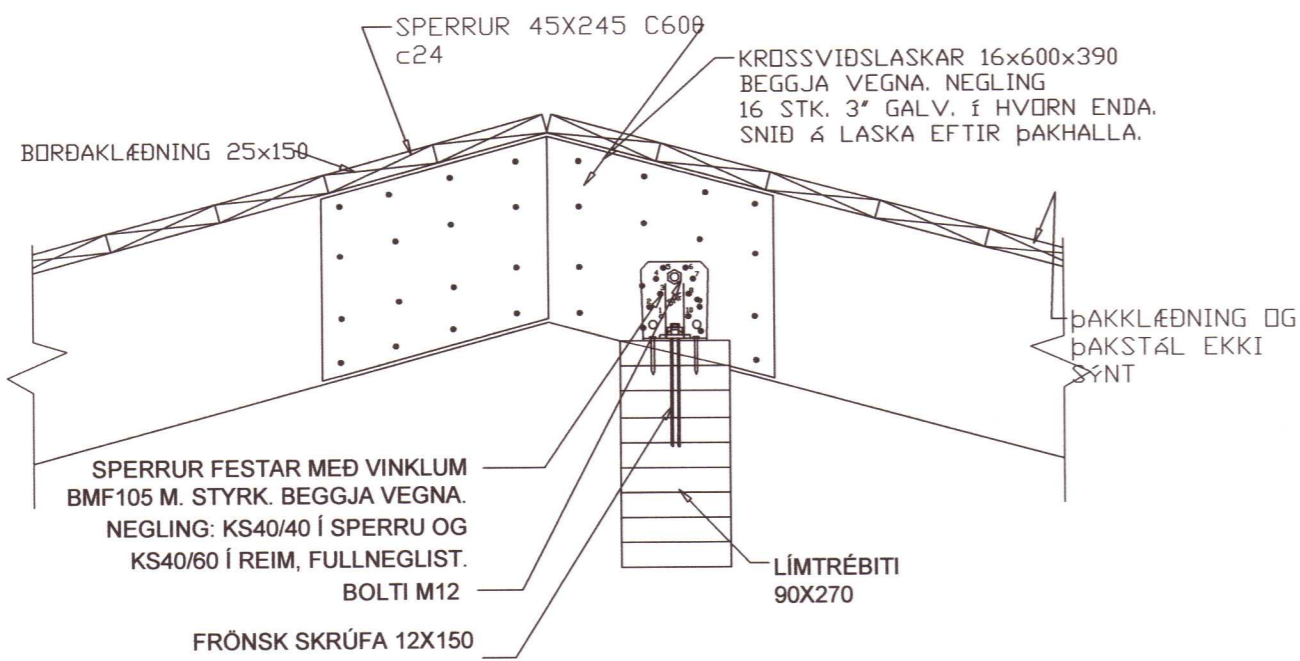 SPERRUR 45X245 C600
c24
KROSSVIÐSLASKAR 16x600x390
BEGGJA VEGNA. NEGLING
16 STK. 3" GALV. í HVORN ENDA.
SNIÐ á LASKA EFTIR ÞAKHALLA.
BORÐAKLÆÐNING 25x150
ÞAKKLÆÐNING OG
ÞAKSTáL EKKI
SÝNT
SPERRUR FESTAR MEÐ VINKLUM
BMF105 M. STYRK. BEGGJA VEGNA.
NEGLING: KS40/40 Í SPERRU OG
KS40/60 Í REIM, FULLNEGLIST.
BOLTI M12
FRÖNSK SKRÚFA 12X150
LÍMTRÉBITI
90X270